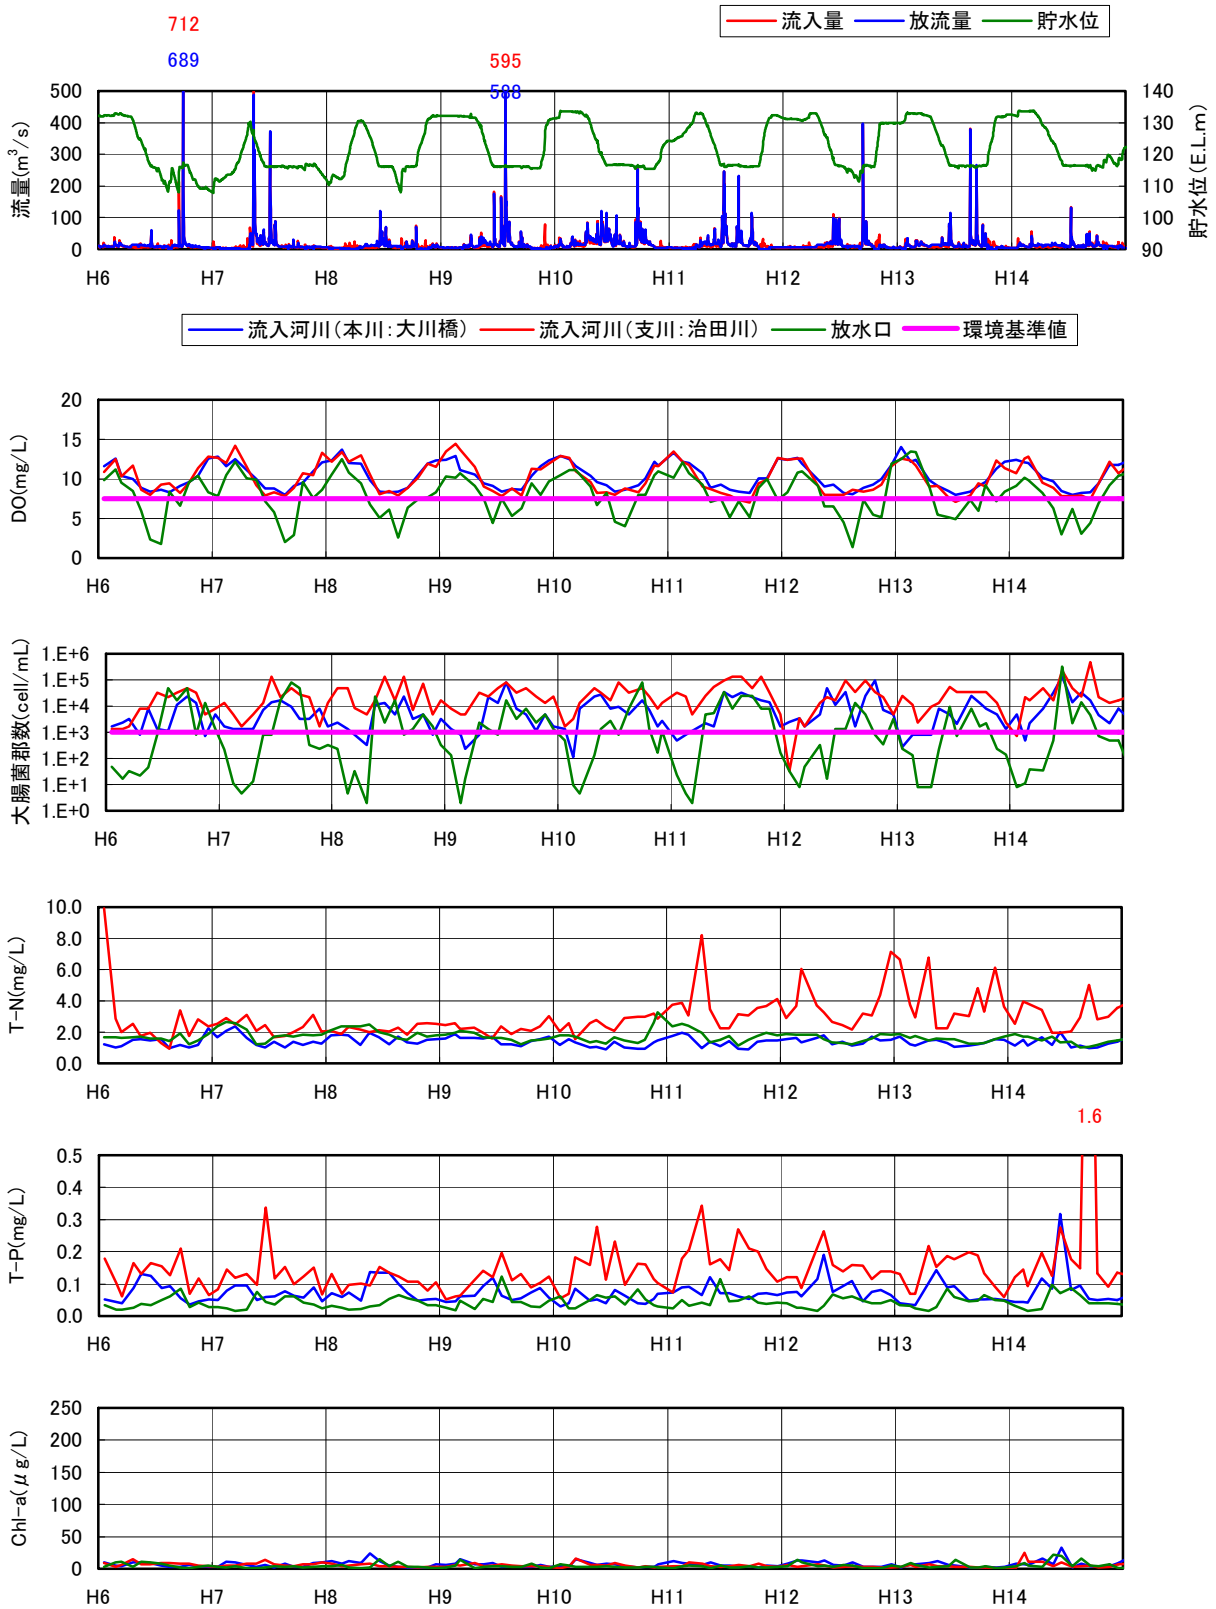 流入量 放流量 貯水位
712
689
595
588
流量(m³/s)
500
400
300
200
100
0
140
130
120
110
100
90
貯水位(E.L.m)
H6 H7 H8 H9 H10 H11 H12 H13 H14
流入河川(本川:大川橋) 流入河川(支川:治田川) 放水口 環境基準値
DO(mg/L)
20
15
10
5
0
H6 H7 H8 H9 H10 H11 H12 H13 H14
大腸菌郡数(cell/mL)
1.E+6
1.E+5
1.E+4
1.E+3
1.E+2
1.E+1
1.E+0
H6 H7 H8 H9 H10 H11 H12 H13 H14
T-N(mg/L)
10.0
8.0
6.0
4.0
2.0
0.0
H6 H7 H8 H9 H10 H11 H12 H13 H14
1.6
T-P(mg/L)
0.5
0.4
0.3
0.2
0.1
0.0
H6 H7 H8 H9 H10 H11 H12 H13 H14
Chl-a(μg/L)
250
200
150
100
50
0
H6 H7 H8 H9 H10 H11 H12 H13 H14